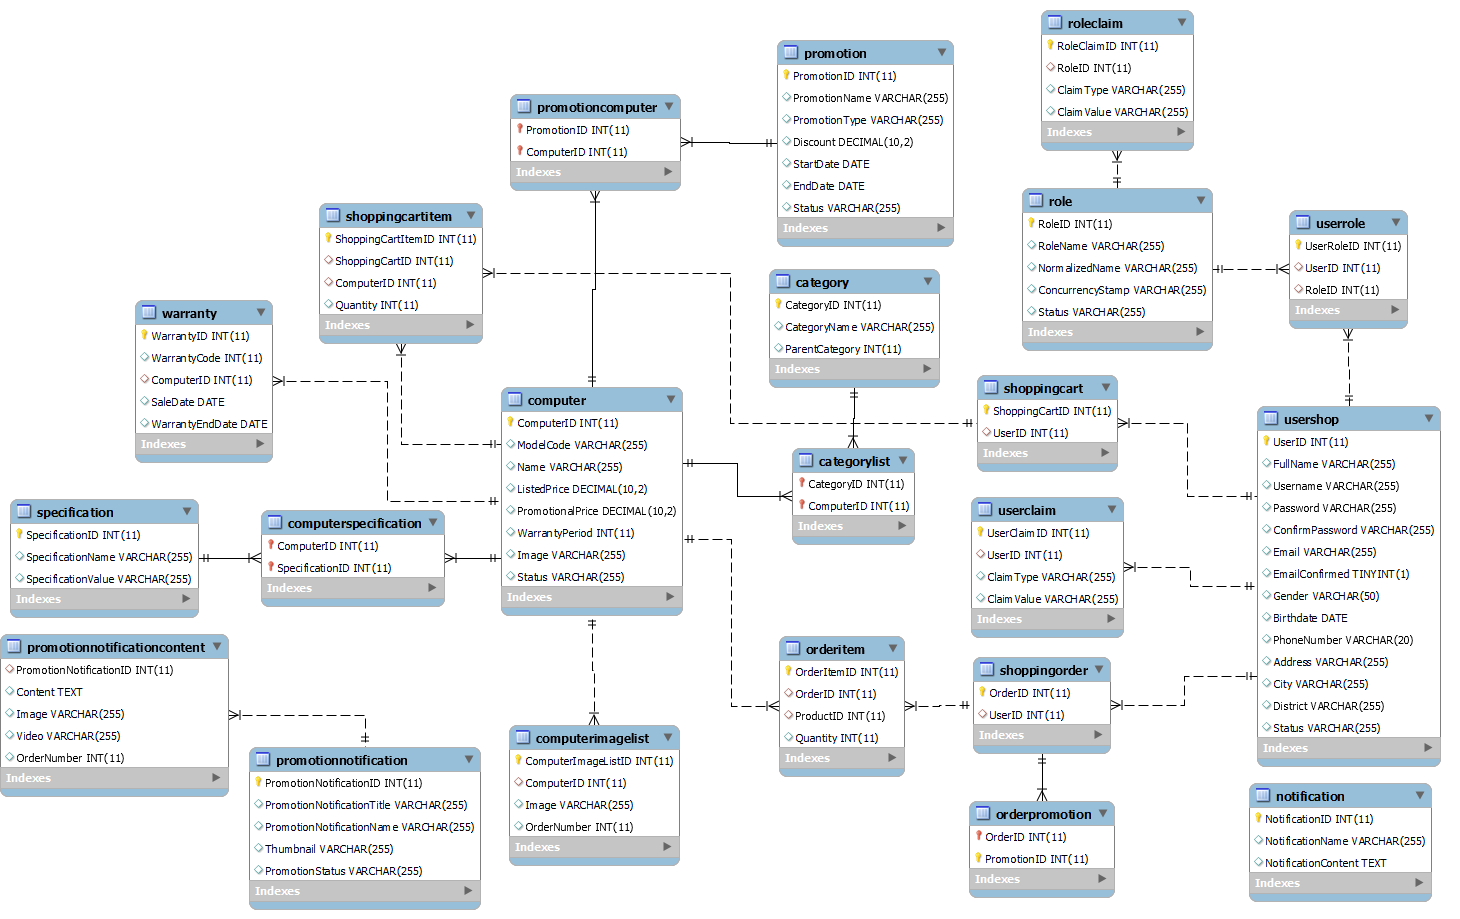 roleclaim
RoleClaimID INT(11)
RoleID INT(11)
ClaimType VARCHAR(255)
ClaimValue VARCHAR(255)
Indexes
promotion
PromotionID INT(11)
PromotionName VARCHAR(255)
PromotionType VARCHAR(255)
Discount DECIMAL(10,2)
StartDate DATE
EndDate DATE
Status VARCHAR(255)
Indexes
promotioncomputer
PromotionID INT(11)
ComputerID INT(11)
Indexes
role
RoleID INT(11)
RoleName VARCHAR(255)
NormalizedName VARCHAR(255)
ConcurrencyStamp VARCHAR(255)
Status VARCHAR(255)
Indexes
userrole
UserRoleID INT(11)
UserID INT(11)
RoleID INT(11)
Indexes
shoppingcartitem
ShoppingCartItemID INT(11)
ShoppingCartID INT(11)
ComputerID INT(11)
Quantity INT(11)
Indexes
category
CategoryID INT(11)
CategoryName VARCHAR(255)
ParentCategory INT(11)
Indexes
warranty
WarrantyID INT(11)
WarrantyCode INT(11)
ComputerID INT(11)
SaleDate DATE
WarrantyEndDate DATE
Indexes
computer
ComputerID INT(11)
ModelCode VARCHAR(255)
Name VARCHAR(255)
ListedPrice DECIMAL(10,2)
PromotionalPrice DECIMAL(10,2)
WarrantyPeriod INT(11)
Image VARCHAR(255)
Status VARCHAR(255)
Indexes
shoppingcart
ShoppingCartID INT(11)
UserID INT(11)
Indexes
usershop
UserID INT(11)
FullName VARCHAR(255)
Username VARCHAR(255)
Password VARCHAR(255)
ConfirmPassword VARCHAR(255)
Email VARCHAR(255)
EmailConfirmed TINYINT(1)
Gender VARCHAR(50)
Birthdate DATE
PhoneNumber VARCHAR(20)
Address VARCHAR(255)
City VARCHAR(255)
District VARCHAR(255)
Status VARCHAR(255)
Indexes
categorylist
CategoryID INT(11)
ComputerID INT(11)
Indexes
specification
SpecificationID INT(11)
SpecificationName VARCHAR(255)
SpecificationValue VARCHAR(255)
Indexes
computerspecification
ComputerID INT(11)
SpecificationID INT(11)
Indexes
userclaim
UserClaimID INT(11)
UserID INT(11)
ClaimType VARCHAR(255)
ClaimValue VARCHAR(255)
Indexes
promotionnotificationcontent
PromotionNotificationID INT(11)
Content TEXT
Image VARCHAR(255)
Video VARCHAR(255)
OrderNumber INT(11)
Indexes
orderitem
OrderItemID INT(11)
OrderID INT(11)
ProductID INT(11)
Quantity INT(11)
Indexes
shoppingorder
OrderID INT(11)
UserID INT(11)
Indexes
promotionnotification
PromotionNotificationID INT(11)
PromotionNotificationTitle VARCHAR(255)
PromotionNotificationName VARCHAR(255)
Thumbnail VARCHAR(255)
PromotionStatus VARCHAR(255)
Indexes
computerimagelist
ComputerImageListID INT(11)
ComputerID INT(11)
Image VARCHAR(255)
OrderNumber INT(11)
Indexes
orderpromotion
OrderID INT(11)
PromotionID INT(11)
Indexes
notification
NotificationID INT(11)
NotificationName VARCHAR(255)
NotificationContent TEXT
Indexes